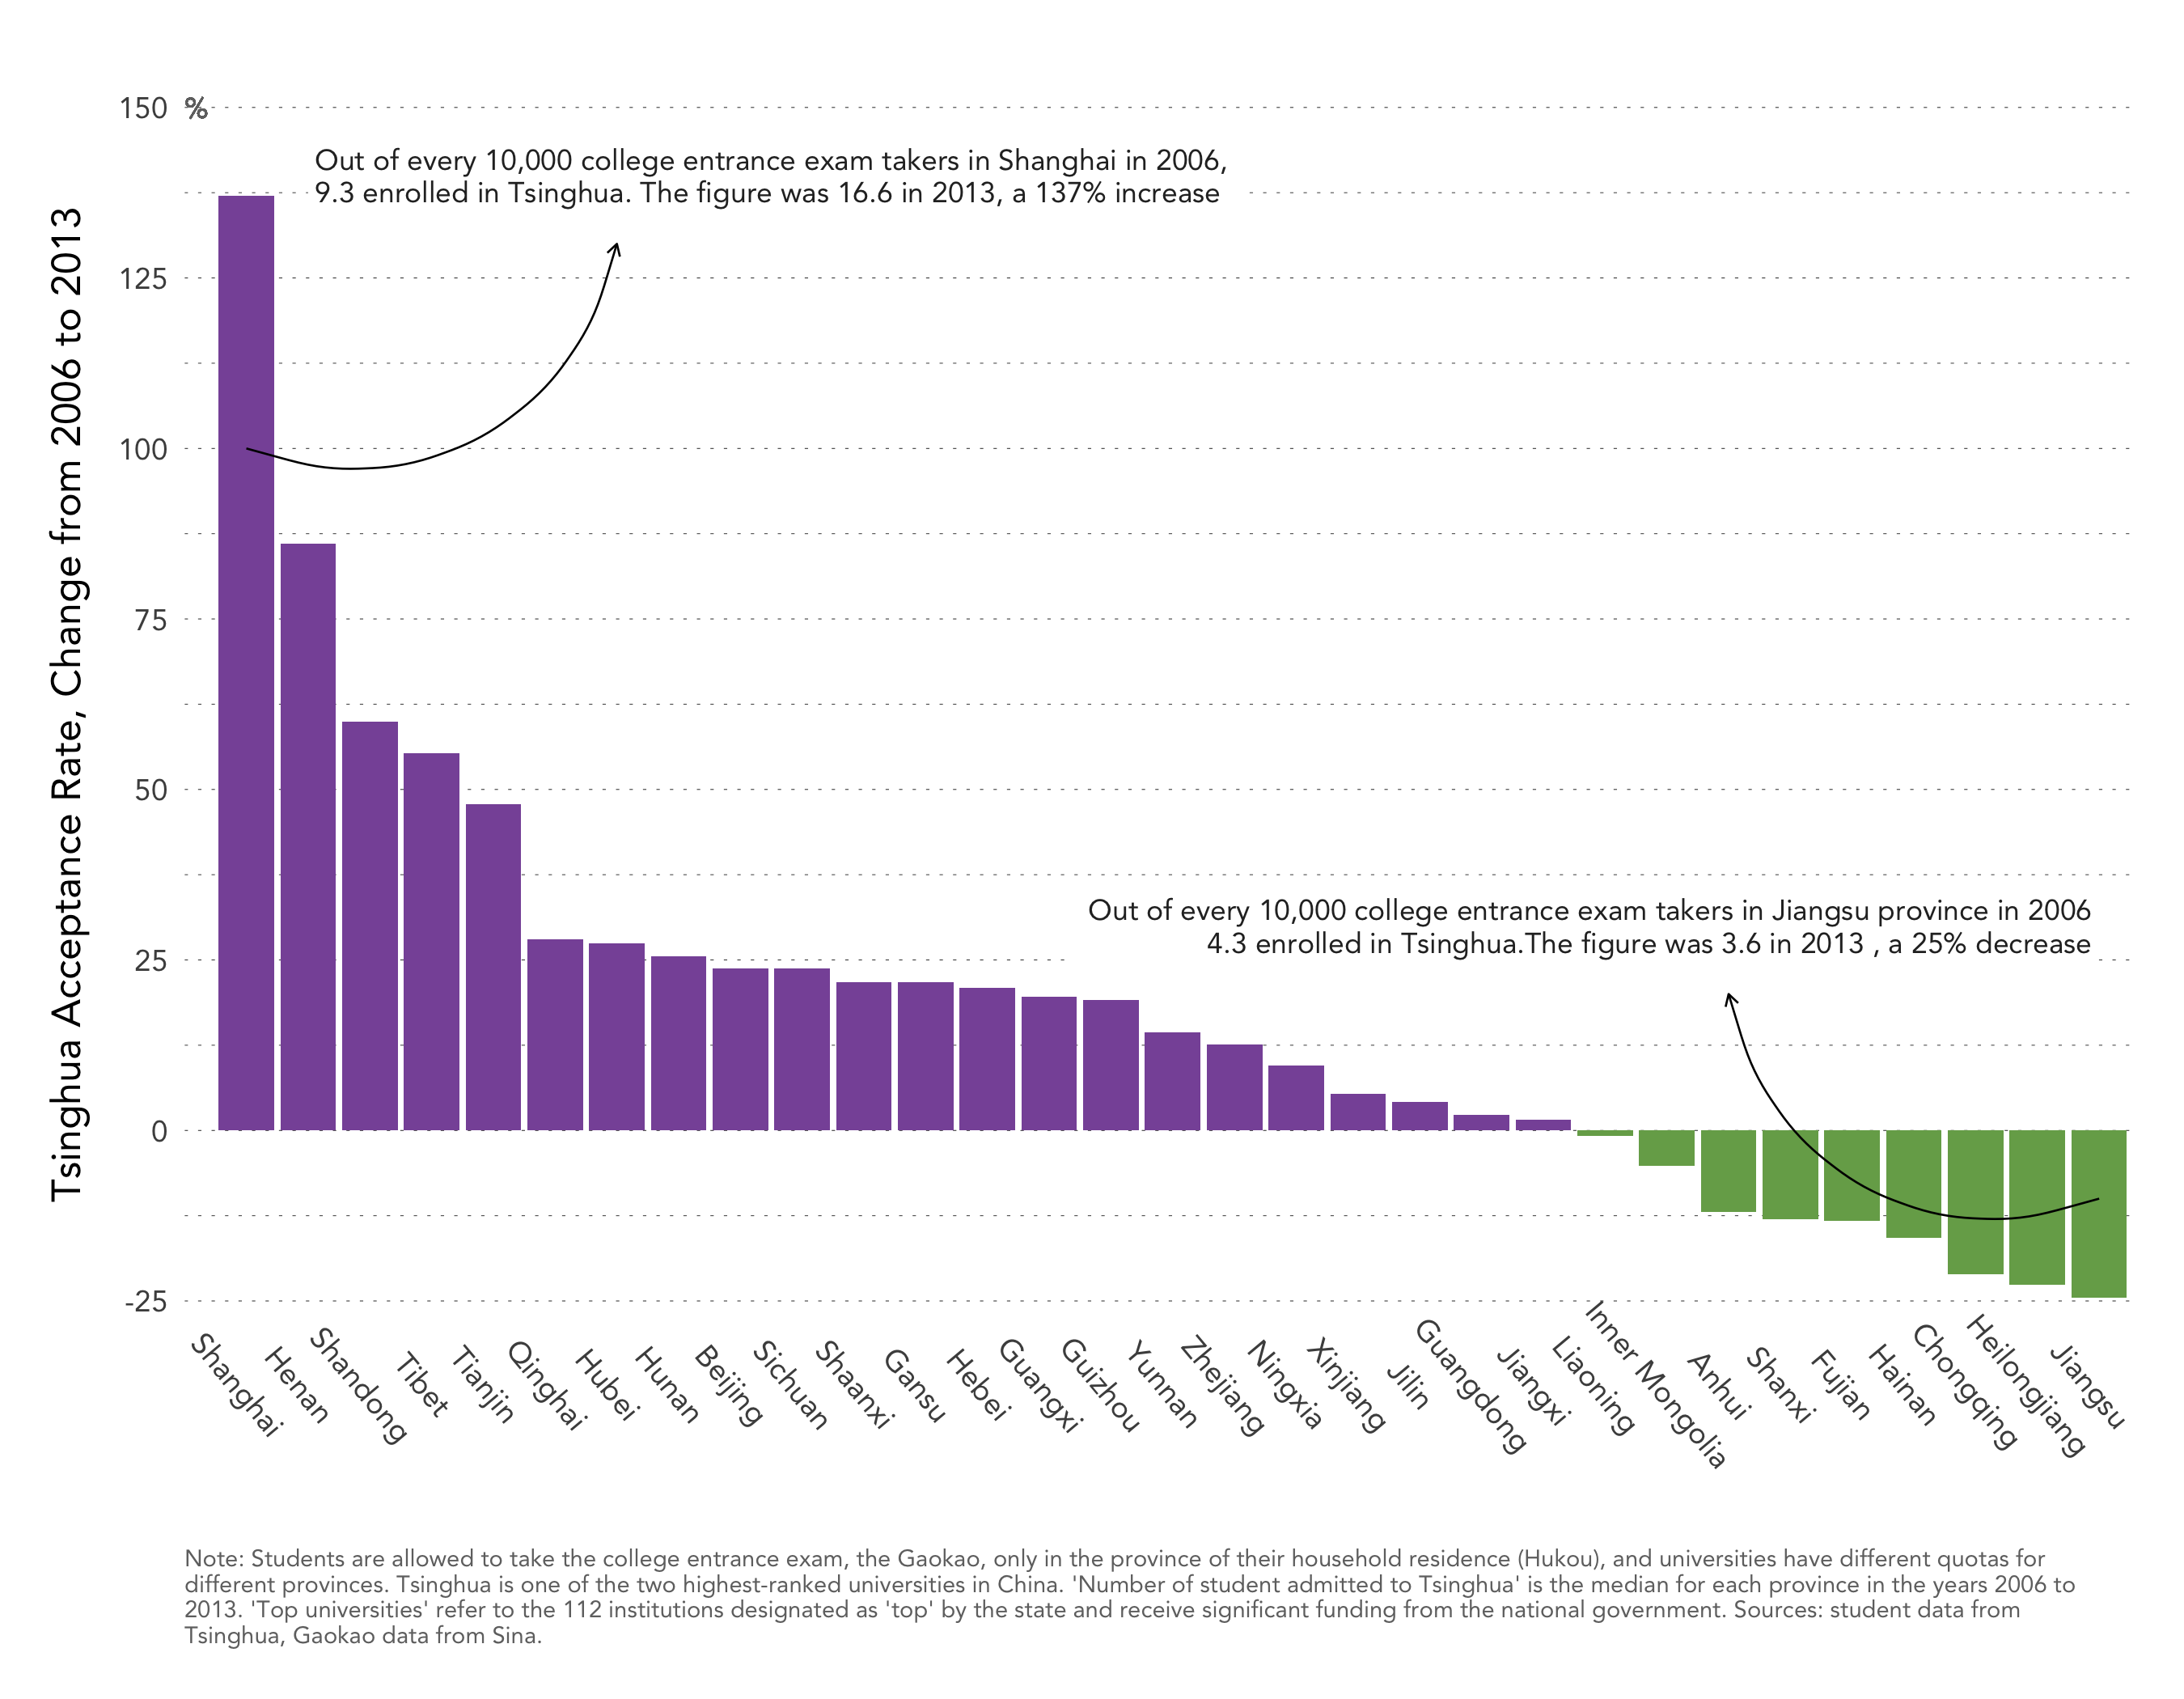 150 %
Out of every 10,000 college entrance exam takers in Shanghai in 2006,
9.3 enrolled in Tsinghua. The figure was 16.6 in 2013, a 137% increase
125
100
75
50
Out of every 10,000 college entrance exam takers in Jiangsu province in 2006
4.3 enrolled in Tsinghua.The figure was 3.6 in 2013 , a 25% decrease
25
0
-25
Tsinghua Acceptance Rate, Change from 2006 to 2013
Shanghai
Henan
Shandong
Tibet
Tianjin
Qinghai
Hubei
Hunan
Beijing
Sichuan
Shaanxi
Gansu
Hebei
Guangxi
Guizhou
Yunnan
Zhejiang
Ningxia
Xinjiang
Jilin
Guangdong
Jiangxi
Liaoning
Inner Mongolia
Anhui
Shanxi
Fujian
Hainan
Chongqing
Heilongjiang
Jiangsu
Note: Students are allowed to take the college entrance exam, the Gaokao, only in the province of their household residence (Hukou), and universities have different quotas for
different provinces. Tsinghua is one of the two highest-ranked universities in China. 'Number of student admitted to Tsinghua' is the median for each province in the years 2006 to
2013. 'Top universities' refer to the 112 institutions designated as 'top' by the state and receive significant funding from the national government. Sources: student data from
Tsinghua, Gaokao data from Sina.